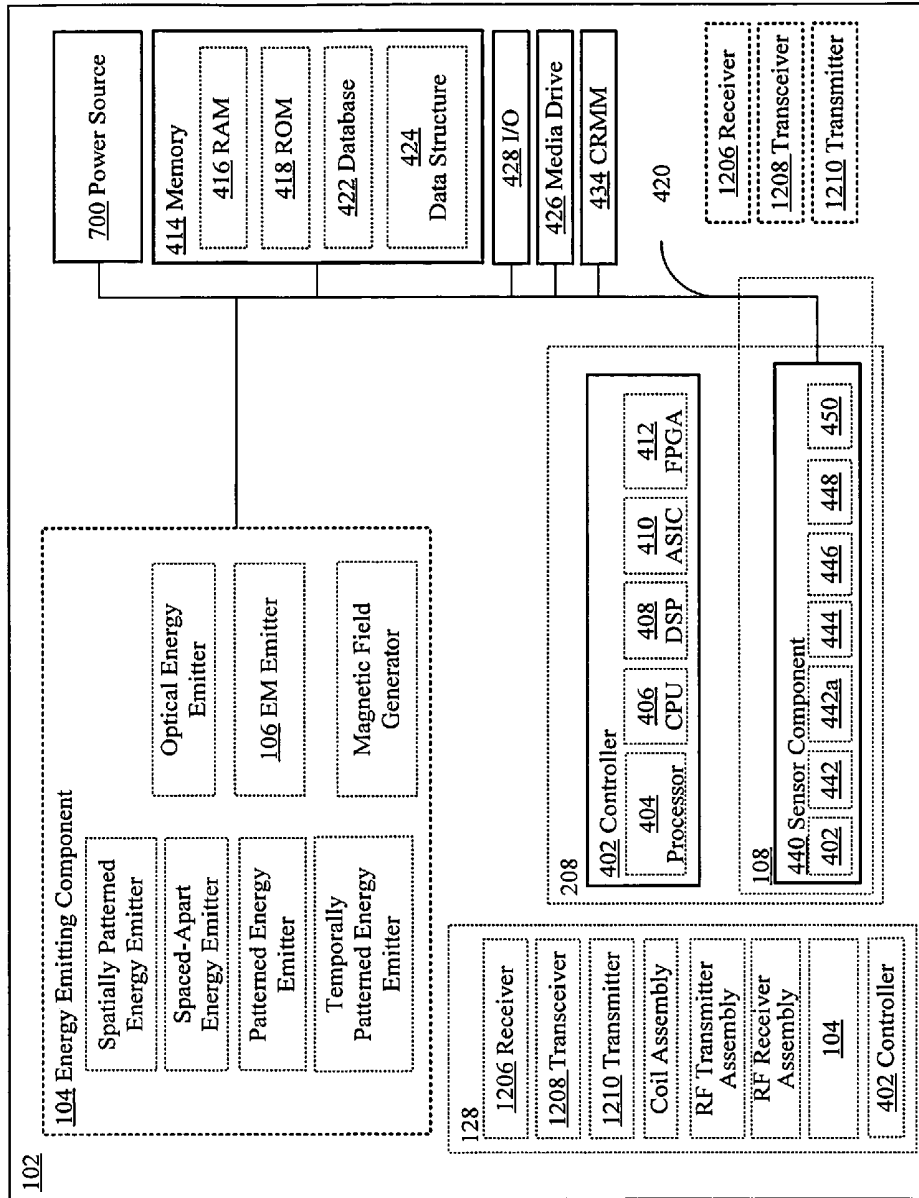 102
104 Energy Emitting Component
Spatially Patterned
Energy Emitter
Spaced-Apart
Energy Emitter
Patterned Energy
Emitter
Temporally
Patterned Energy
Emitter
Optical Energy
Emitter
106 EM Emitter
Magnetic Field
Generator
700 Power Source
414 Memory
416 RAM
418 ROM
422 Database
424
Data Structure
428 I/O
426 Media Drive
434 CRMM
420
128
1206 Receiver
1208 Transceiver
1210 Transmitter
Coil Assembly
RF Transmitter
Assembly
RF Receiver
Assembly
104
402 Controller
208
402 Controller
404
Processor
406
CPU
408
DSP
410
ASIC
412
FPGA
108
440 Sensor Component
402
442
442a
444
446
448
450
1206 Receiver
1208 Transceiver
1210 Transmitter